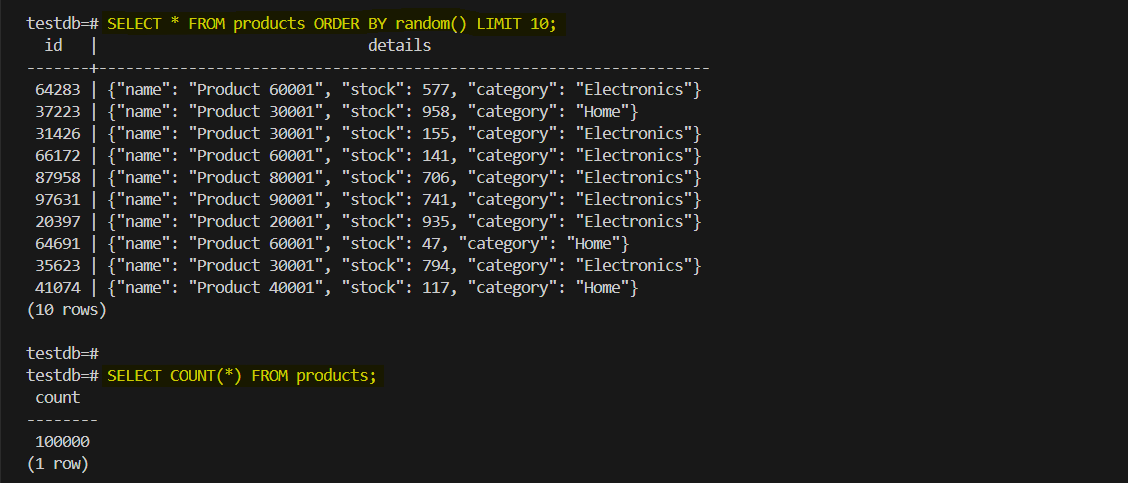 testdb=# SELECT * FROM products ORDER BY random() LIMIT 10;
  id   |                              details
-------+--------------------------------------------------------------------
 64283 | {"name": "Product 60001", "stock": 577, "category": "Electronics"}
 37223 | {"name": "Product 30001", "stock": 958, "category": "Home"}
 31426 | {"name": "Product 30001", "stock": 155, "category": "Electronics"}
 66172 | {"name": "Product 60001", "stock": 141, "category": "Electronics"}
 87958 | {"name": "Product 80001", "stock": 706, "category": "Electronics"}
 97631 | {"name": "Product 90001", "stock": 741, "category": "Electronics"}
 20397 | {"name": "Product 20001", "stock": 935, "category": "Electronics"}
 64691 | {"name": "Product 60001", "stock": 47, "category": "Home"}
 35623 | {"name": "Product 30001", "stock": 794, "category": "Electronics"}
 41074 | {"name": "Product 40001", "stock": 117, "category": "Home"}
(10 rows)

testdb=#
testdb=# SELECT COUNT(*) FROM products;
 count
--------
 100000
(1 row)